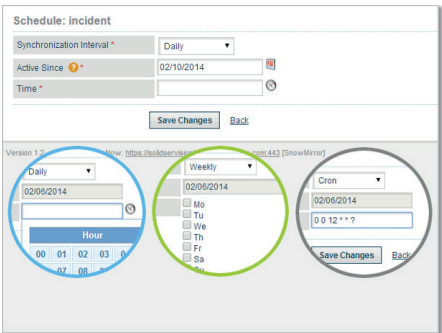 Schedule: incident
Synchronization Interval * Daily
Active Since ? * 02/10/2014
Time *
Save Changes Back
Version 1.2
Now: https://solidservision
com:443 [SnowMirror]
Daily
02/06/2014
Hour
00 01 02 03
07 08
Weekly
02/06/2014
Mo
Tu
We
Th
Fr
Sa
Cron
02/06/2014
0 0 12 * * ?
Save Changes Back